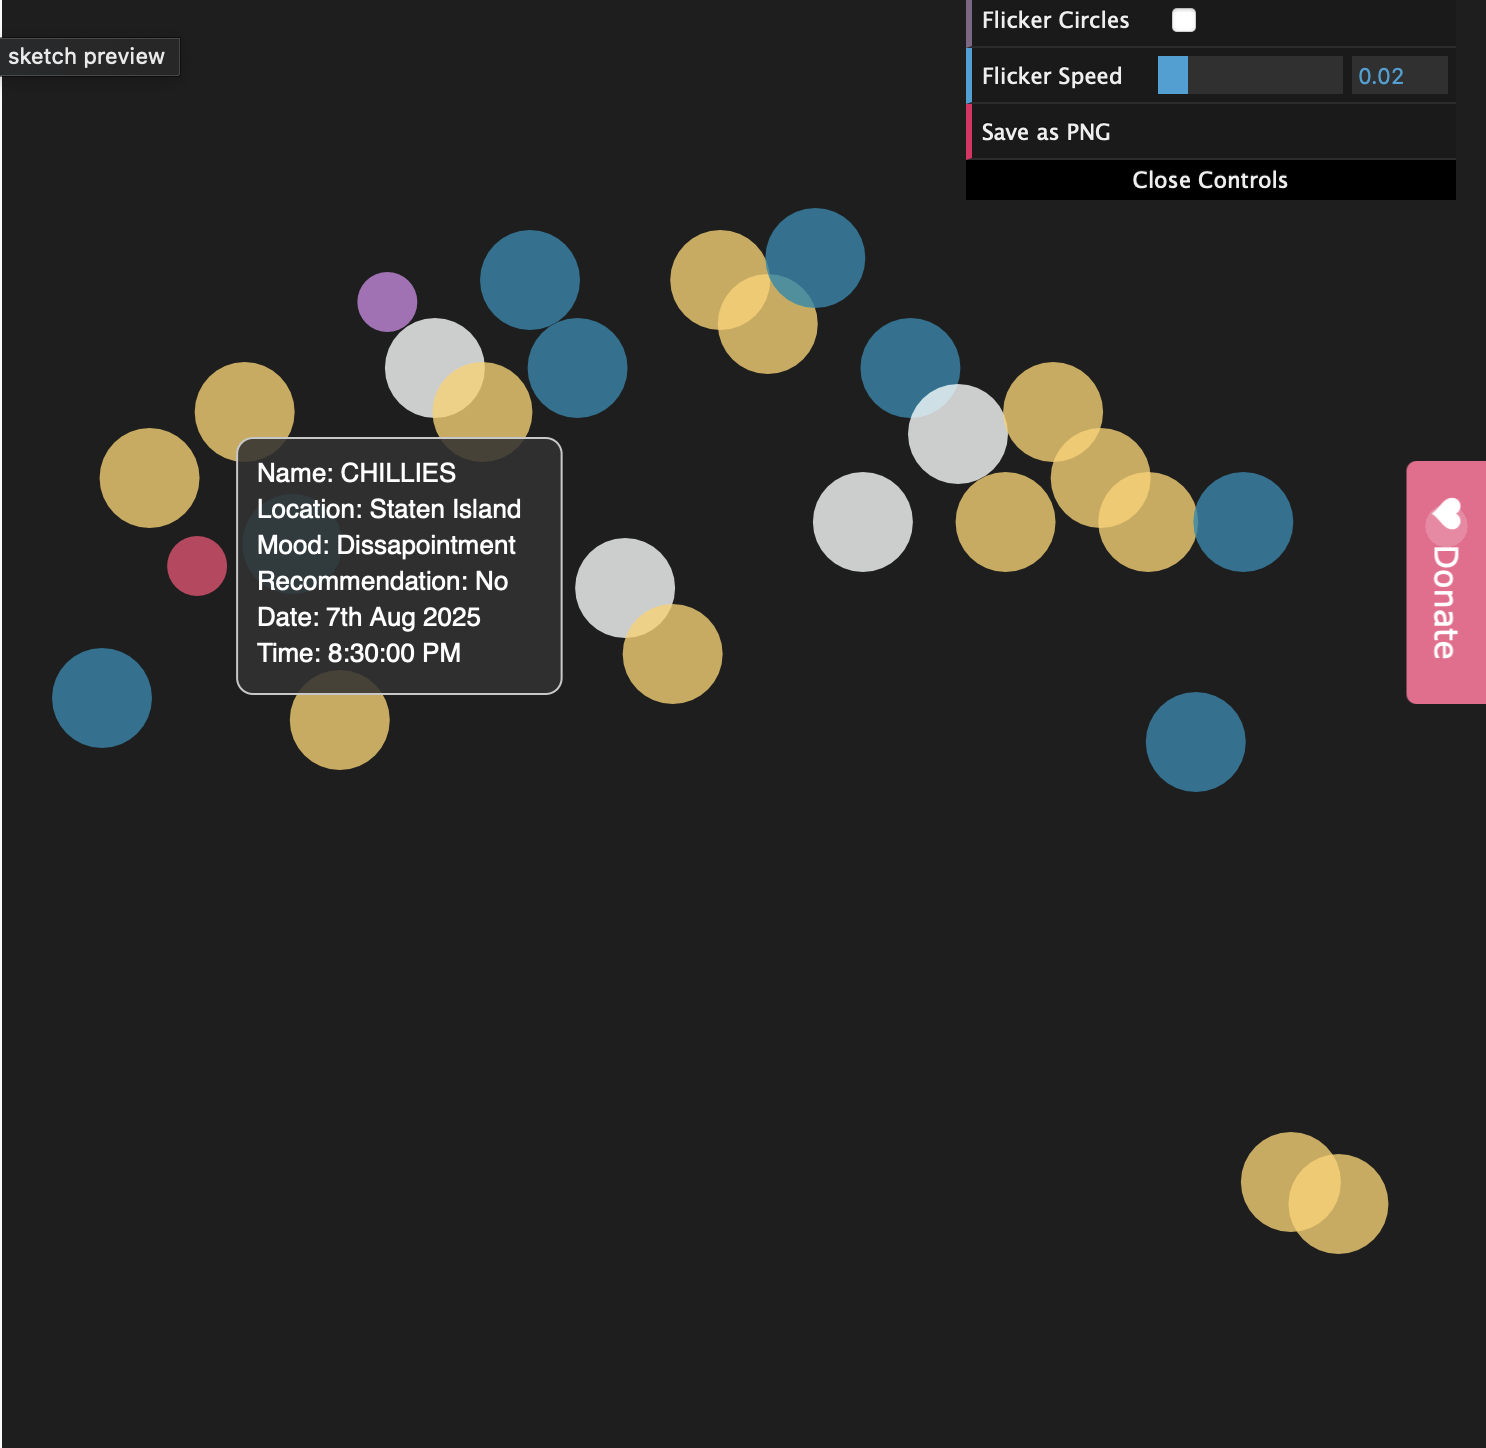 Flicker Circles
sketch preview
Flicker Speed 0.02
Save as PNG
Close Controls
Name: CHILLIES
Location: Staten Island
Mood: Dissapointment
Recommendation: No
Date: 7th Aug 2025
Time: 8:30:00 PM
Donate